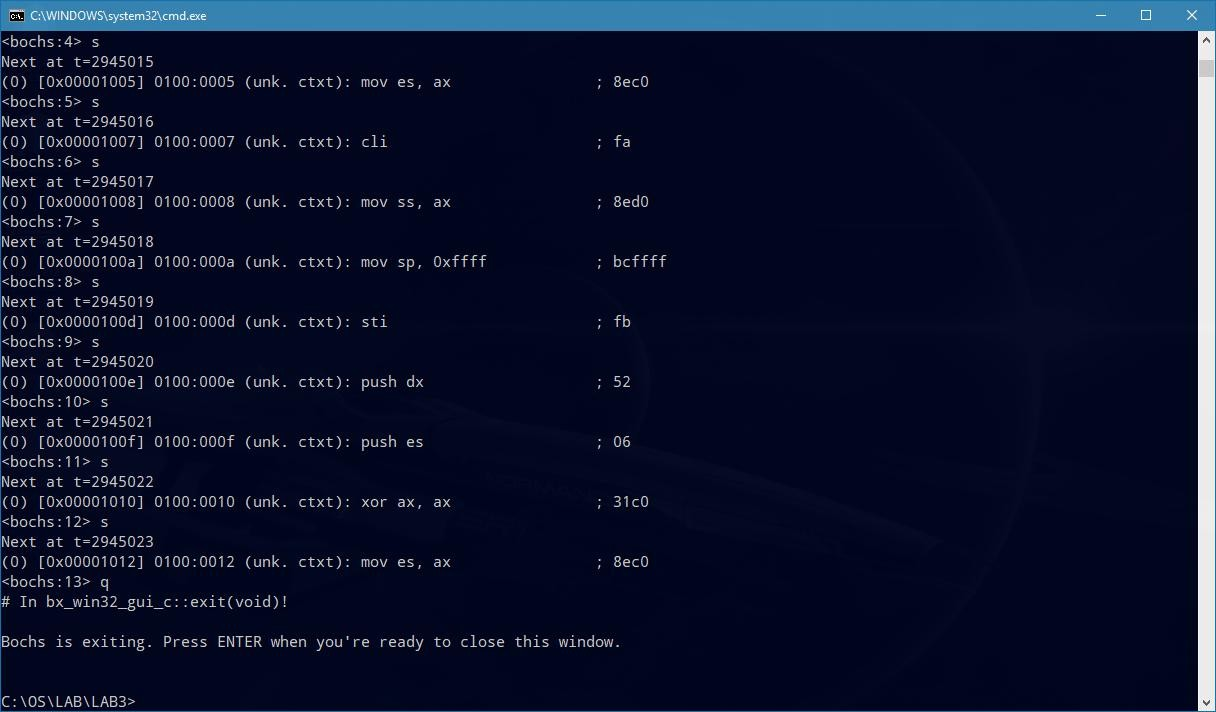 C:\WINDOWS\system32\cmd.exe
<bochs:4> s
Next at t=2945015
(0) [0x00001005] 0100:0005 (unk. ctxt): mov es, ax                ; 8ec0
<bochs:5> s
Next at t=2945016
(0) [0x00001007] 0100:0007 (unk. ctxt): cli                       ; fa
<bochs:6> s
Next at t=2945017
(0) [0x00001008] 0100:0008 (unk. ctxt): mov ss, ax                ; 8ed0
<bochs:7> s
Next at t=2945018
(0) [0x0000100a] 0100:000a (unk. ctxt): mov sp, 0xffff            ; bcffff
<bochs:8> s
Next at t=2945019
(0) [0x0000100d] 0100:000d (unk. ctxt): sti                       ; fb
<bochs:9> s
Next at t=2945020
(0) [0x0000100e] 0100:000e (unk. ctxt): push dx                   ; 52
<bochs:10> s
Next at t=2945021
(0) [0x0000100f] 0100:000f (unk. ctxt): push es                   ; 06
<bochs:11> s
Next at t=2945022
(0) [0x00001010] 0100:0010 (unk. ctxt): xor ax, ax                ; 31c0
<bochs:12> s
Next at t=2945023
(0) [0x00001012] 0100:0012 (unk. ctxt): mov es, ax                ; 8ec0
<bochs:13> q
# In bx_win32_gui_c::exit(void)!
Bochs is exiting. Press ENTER when you're ready to close this window.
C:\OS\LAB\LAB3>